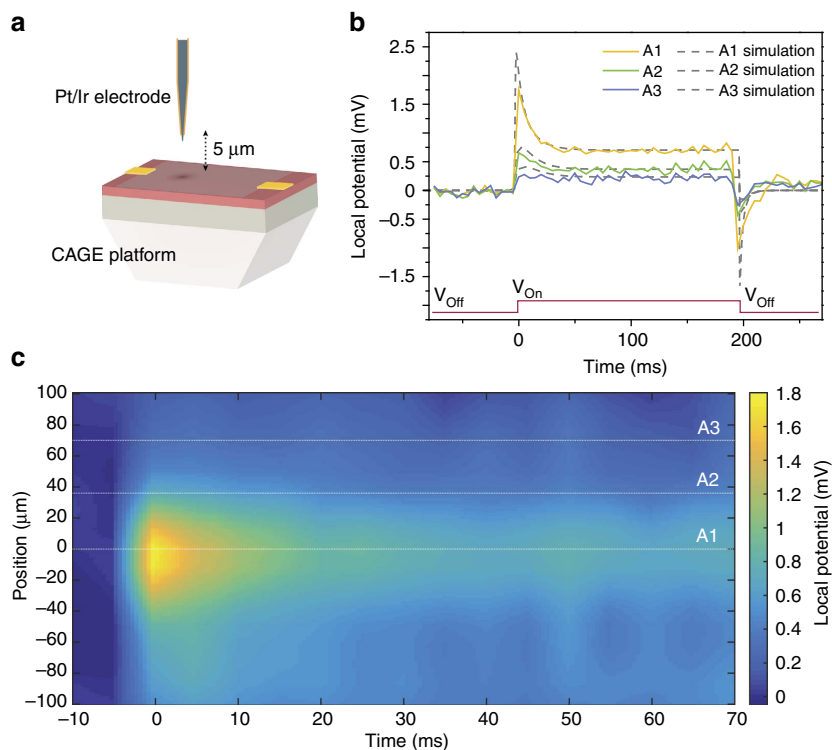 a
Pt/Ir electrode
5 µm
CAGE platform
b
Local potential (mV)
2.5
1.5
0.5
−0.5
−1.5
A1
A2
A3
A1 simulation
A2 simulation
A3 simulation
V_Off
V_On
V_Off
0
100
200
Time (ms)
c
Position (µm)
100
80
60
40
20
0
−20
−40
−60
−80
−100
A3
A2
A1
−10
0
10
20
30
40
50
60
70
Time (ms)
1.8
1.6
1.4
1.2
1
0.8
0.6
0.4
0.2
0
Local potential (mV)